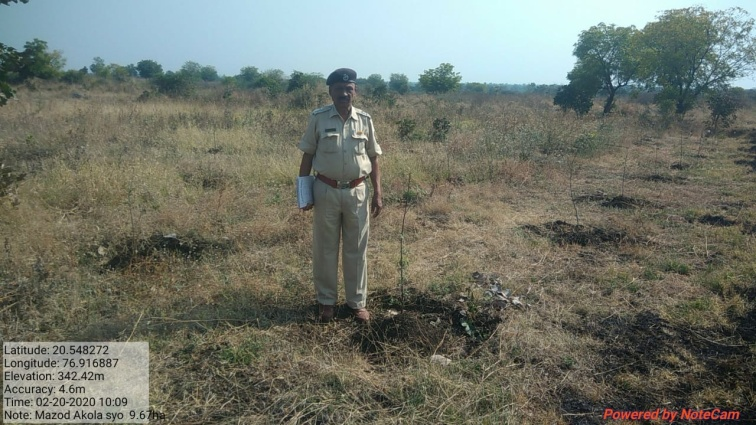 Latitude: 20.548272
Longitude: 76.916887
Elevation: 342.42m
Accuracy: 4.6m
Time: 02-20-2020 10:09
Note: Mazod Akola syo 9.67ha
Powered by NoteCam